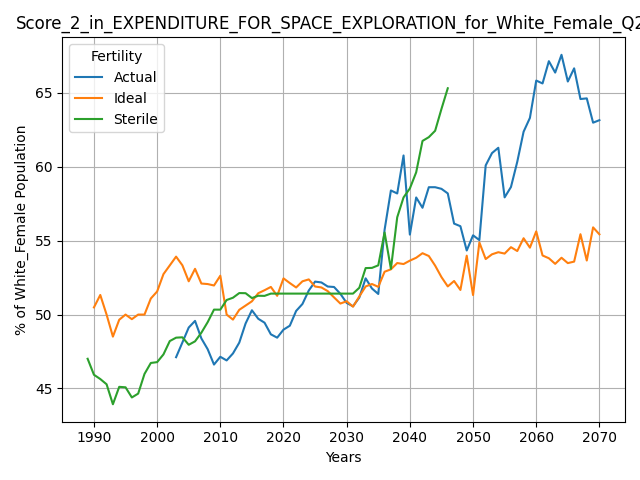 Score_2_in_EXPENDITURE_FOR_SPACE_EXPLORATION_for_White_Female_Q2
Fertility
Actual
Ideal
Sterile
% of White_Female Population
65
60
55
50
45
1990 2000 2010 2020 2030 2040 2050 2060 2070
Years